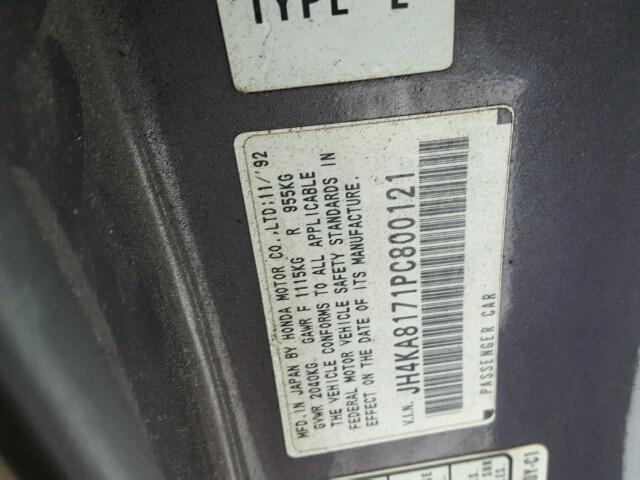 TYPE E
MFD. IN JAPAN BY HONDA MOTOR CO.,LTD;11/'92
GVWR 2040KG. GAWR F 1115KG R 955KG
THE VEHICLE CONFORMS TO ALL APPLICABLE
FEDERAL MOTOR VEHICLE SAFETY STANDARDS IN
EFFECT ON THE DATE OF ITS MANUFACTURE.
V.I.N. JH4KA8171PC800121
PASSENGER CAR
DY-C1